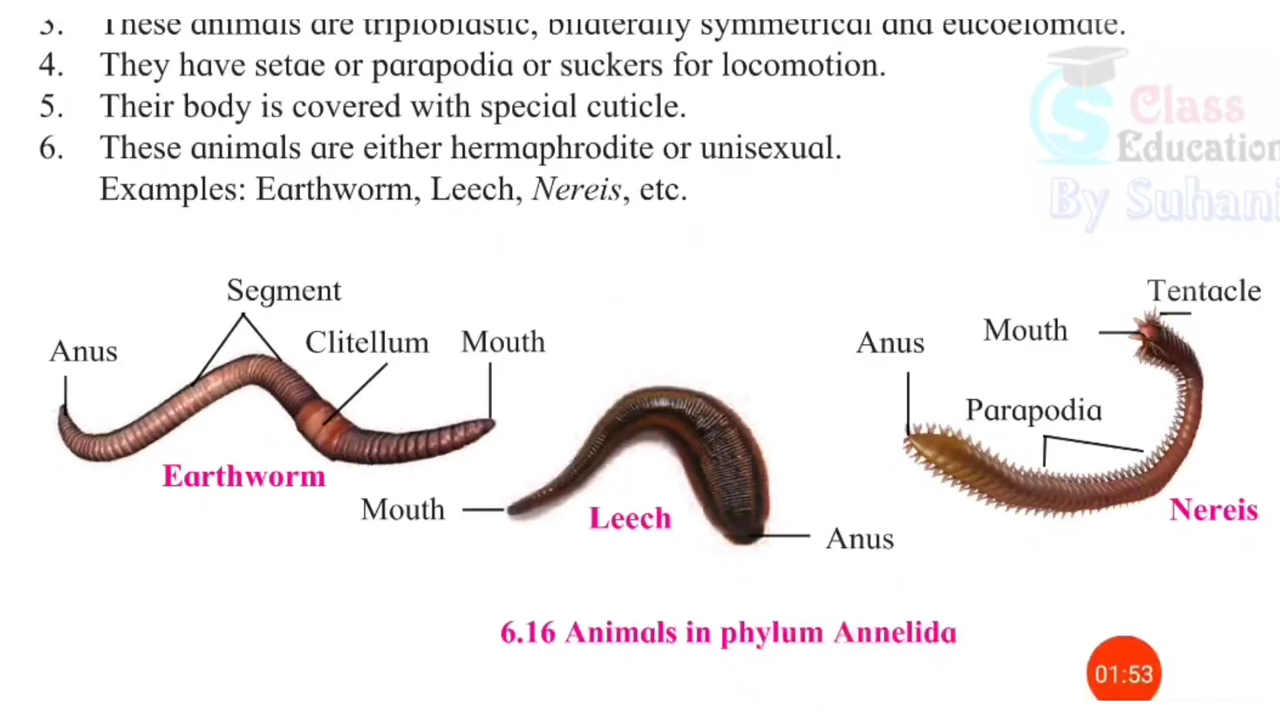 3. These animals are triploblastic, bilaterally symmetrical and eucoelomate.
4. They have setae or parapodia or suckers for locomotion.
5. Their body is covered with special cuticle.
6. These animals are either hermaphrodite or unisexual.
Examples: Earthworm, Leech, Nereis, etc.
S Class
Education
By Suhani
Segment
Tentacle
Anus
Clitellum
Mouth
Anus
Mouth
Parapodia
Earthworm
Mouth
Leech
Anus
Nereis
6.16 Animals in phylum Annelida
01:53